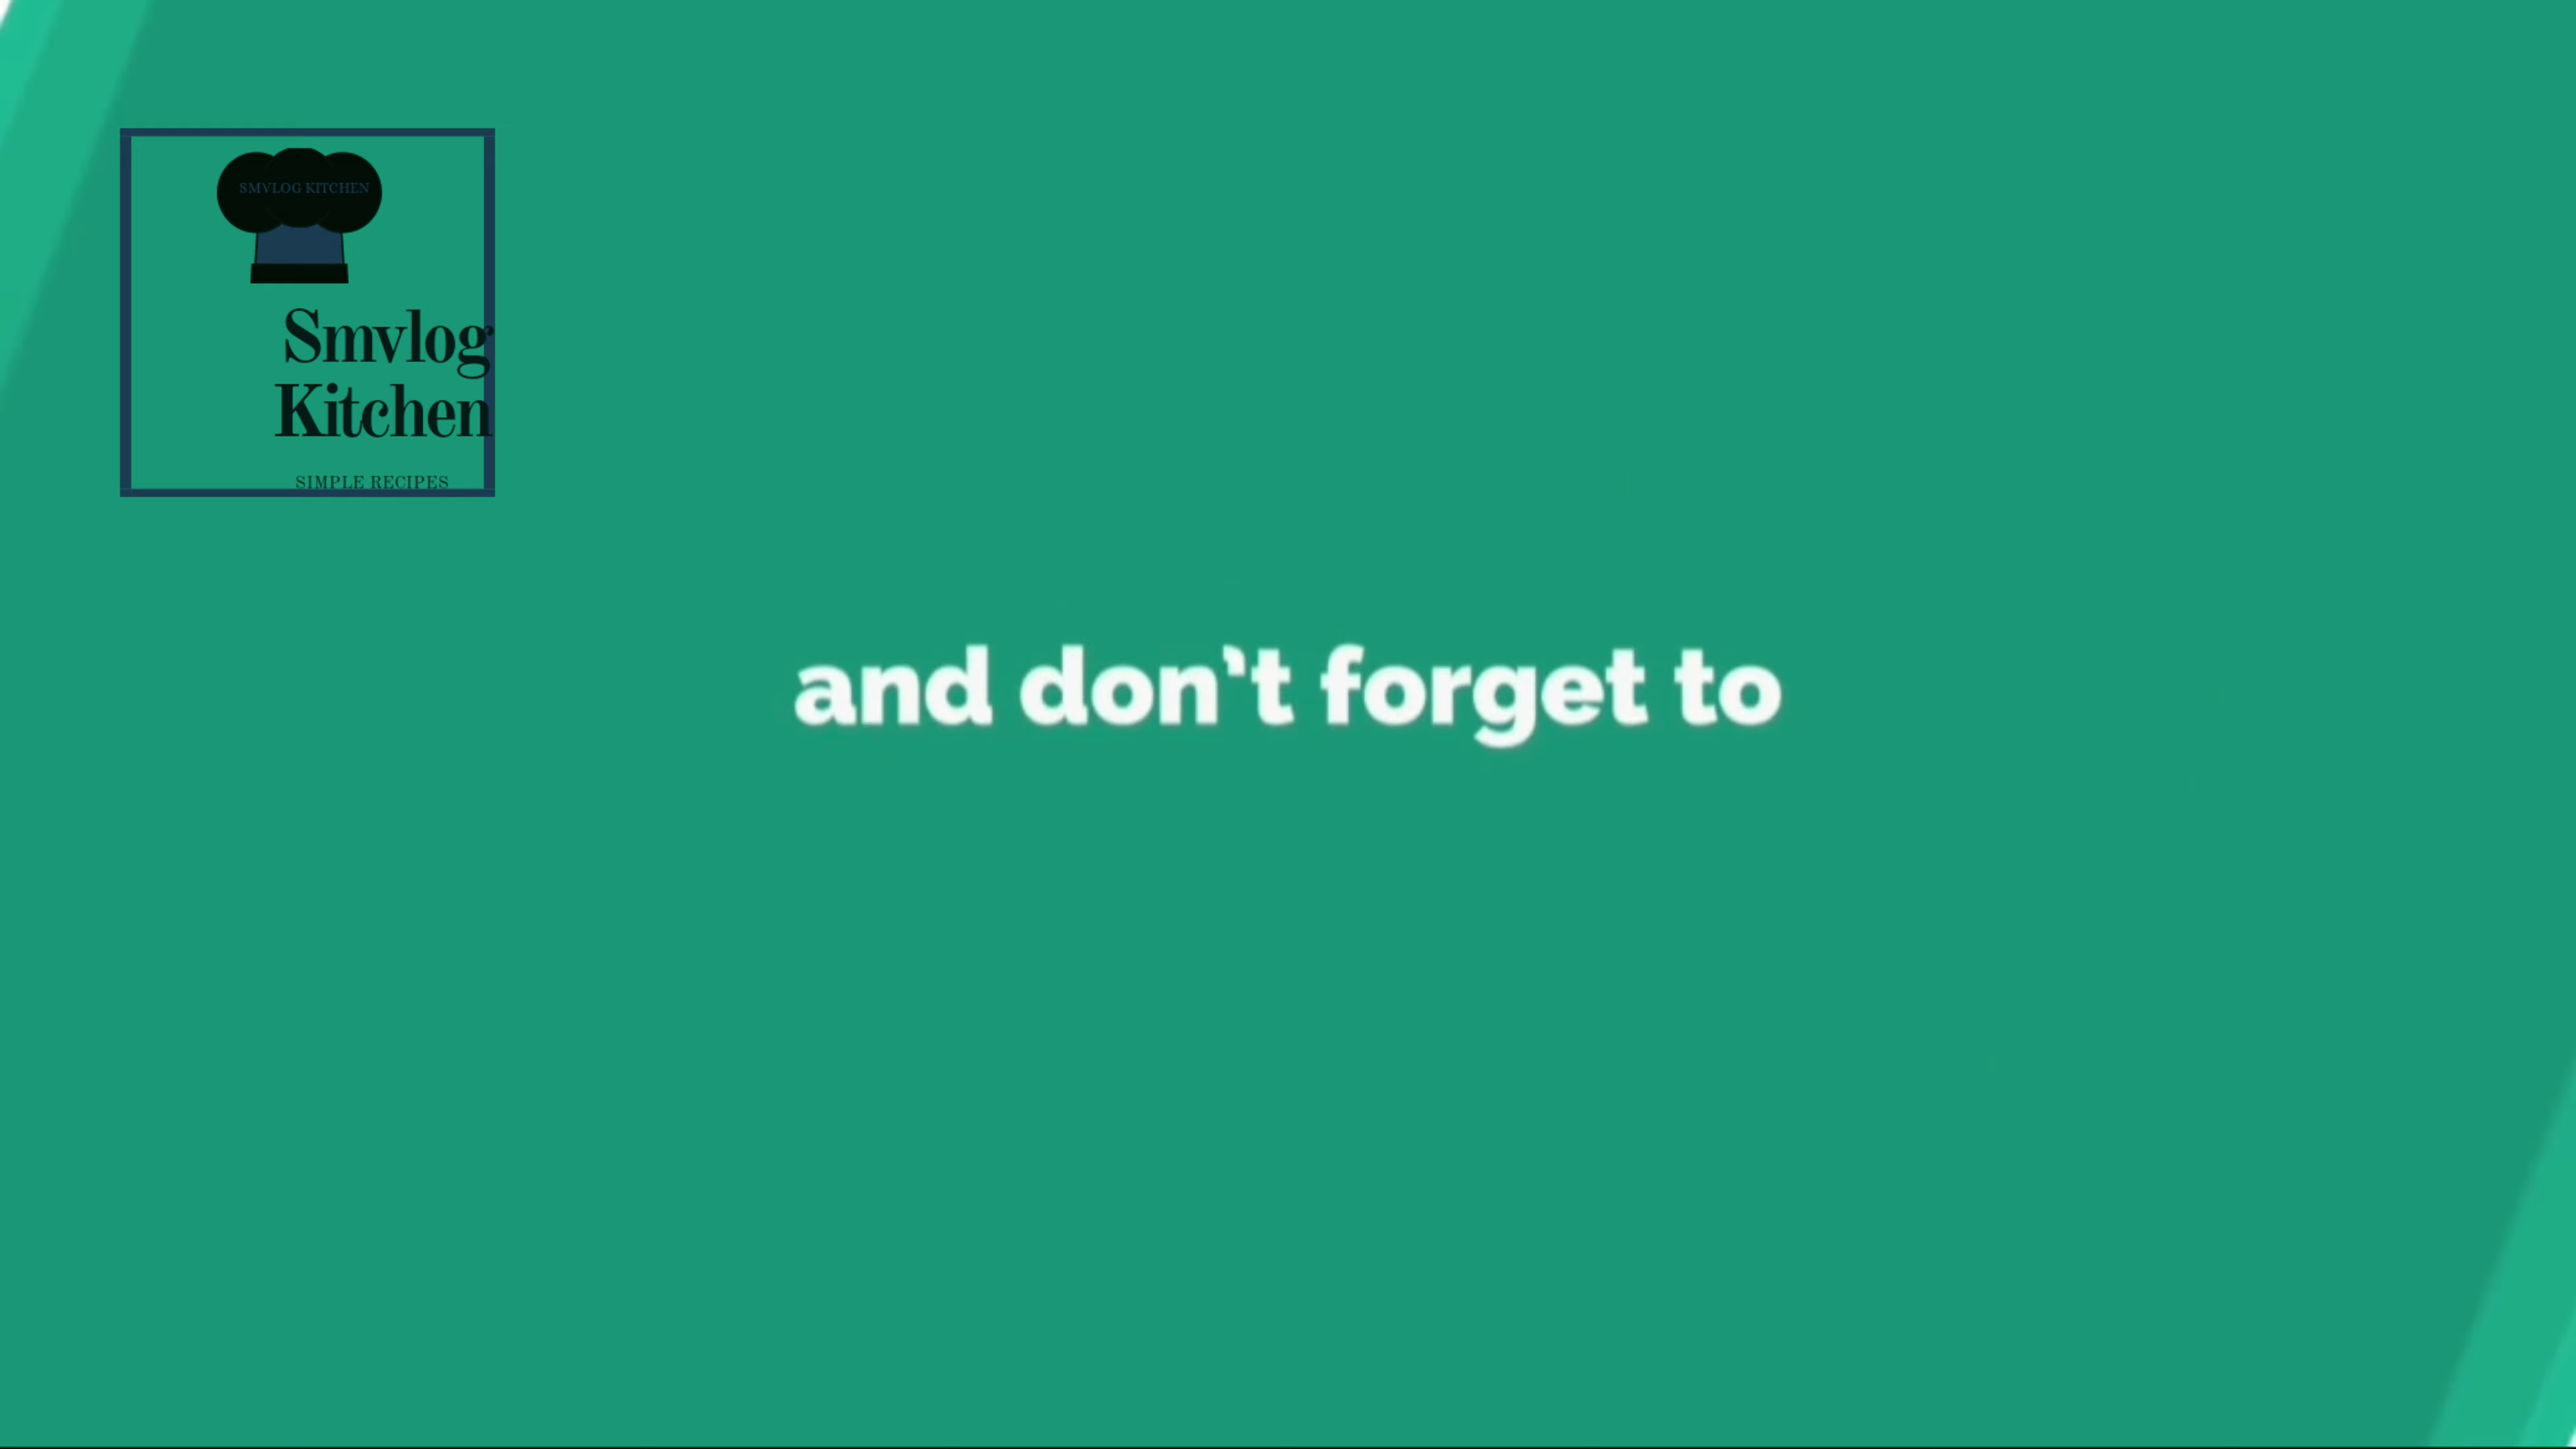 SMVLOG KITCHEN
Smvlog
Kitchen
SIMPLE RECIPES
and don't forget to